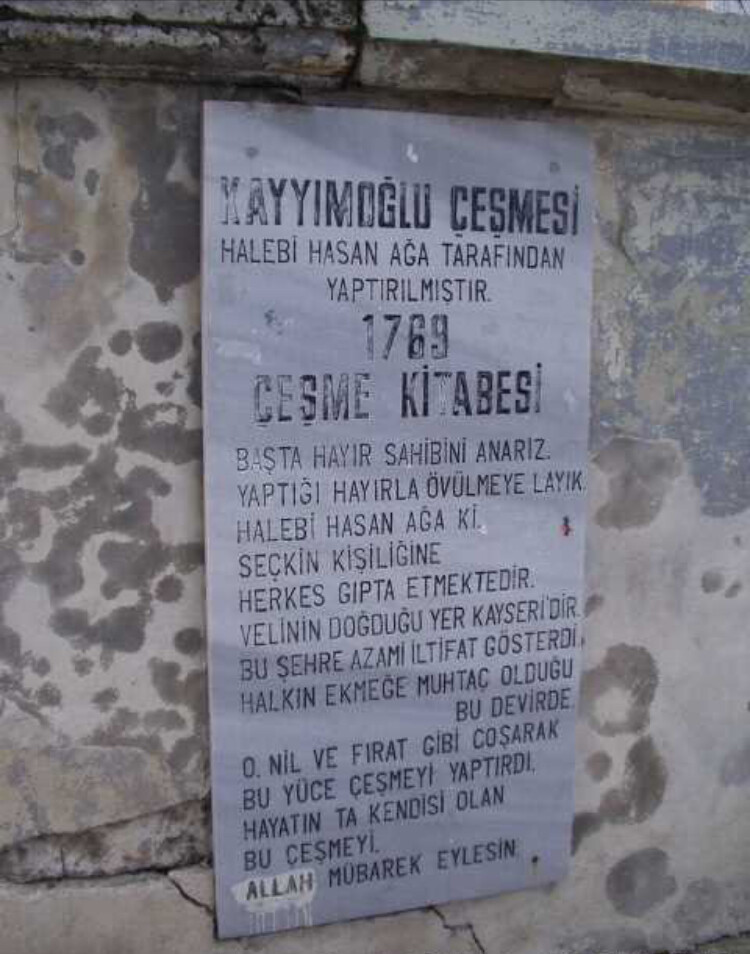 KAYYIMOĞLU ÇEŞMESİ
HALEBİ HASAN AĞA TARAFINDAN
YAPTIRILMIŞTIR.
1769
ÇEŞME KİTABESİ
BAŞTA HAYIR SAHİBİNİ ANARIZ.
YAPTIĞI HAYIRLA ÖVÜLMEYE LAYIK
HALEBİ HASAN AĞA Kİ.
SEÇKİN KİŞİLİĞİNE
HERKES GIPTA ETMEKTEDİR.
VELİNİN DOĞDUĞU YER KAYSERİ'DİR.
BU ŞEHRE AZAMİ İLTİFAT GÖSTERDİ.
HALKIN EKMEĞE MUHTAÇ OLDUĞU
BU DEVİRDE.
O. NİL VE FIRAT GİBİ COŞARAK
BU YÜCE ÇEŞMEYİ YAPTIRDI.
HAYATIN TA KENDİSİ OLAN
BU ÇEŞMEYİ.
ALLAH MÜBAREK EYLESİN.